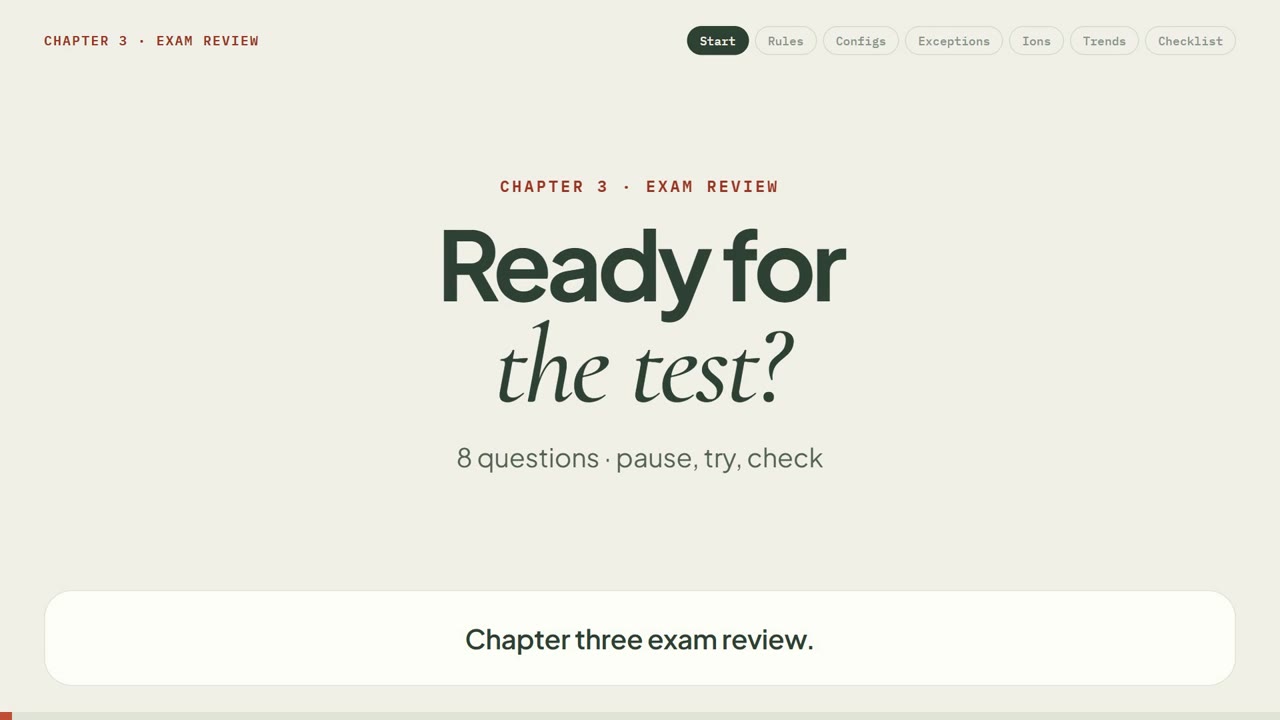 CHAPTER 3 · EXAM REVIEW
Start Rules Configs Exceptions Ions Trends Checklist
CHAPTER 3 · EXAM REVIEW
Ready for
the test?
8 questions · pause, try, check
Chapter three exam review.